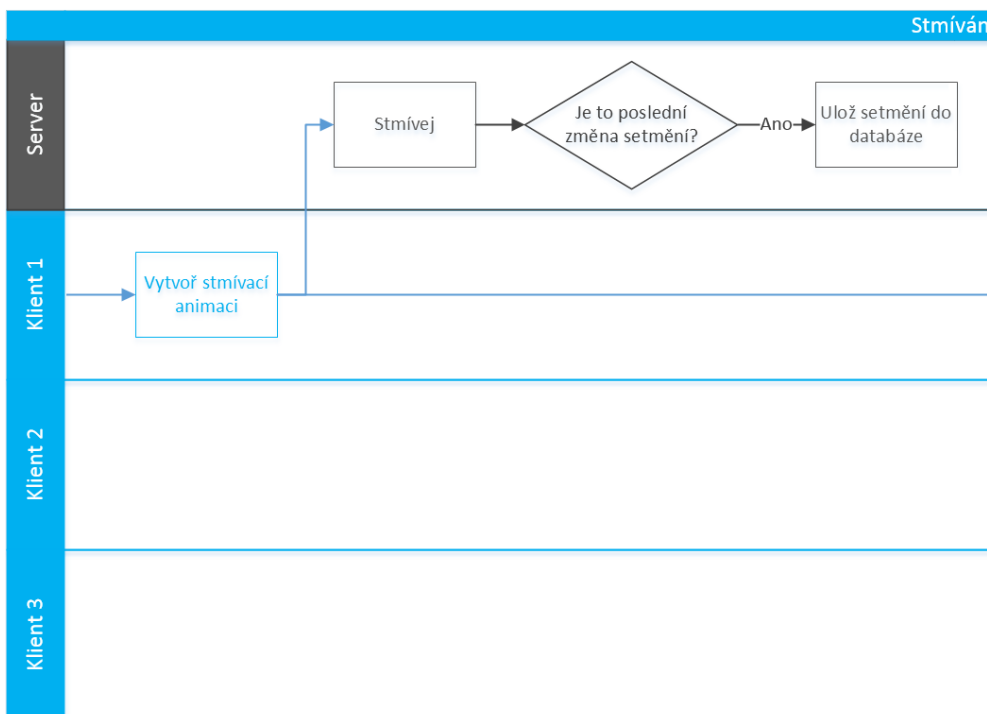 Stmíván
Server
Stmívej
Je to poslední
změna setmění?
Ano
Ulož setmění do
databáze
Klient 1
Vytvoř stmívací
animaci
Klient 2
Klient 3